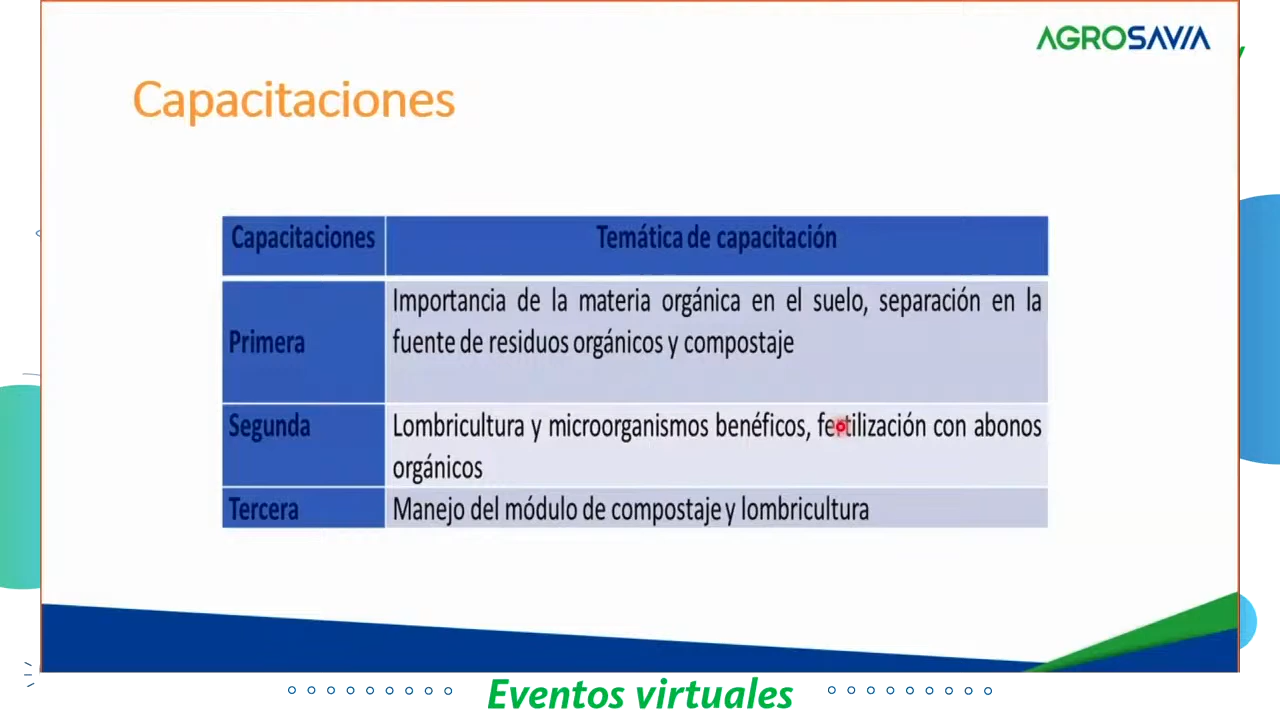 AGROSAVIA
Capacitaciones
Capacitaciones
Temática de capacitación
Primera
Importancia de la materia orgánica en el suelo, separación en la
fuente de residuos orgánicos y compostaje
Segunda
Lombricultura y microorganismos benéficos, fertilización con abonos
orgánicos
Tercera
Manejo del módulo de compostaje y lombricultura
Eventos virtuales